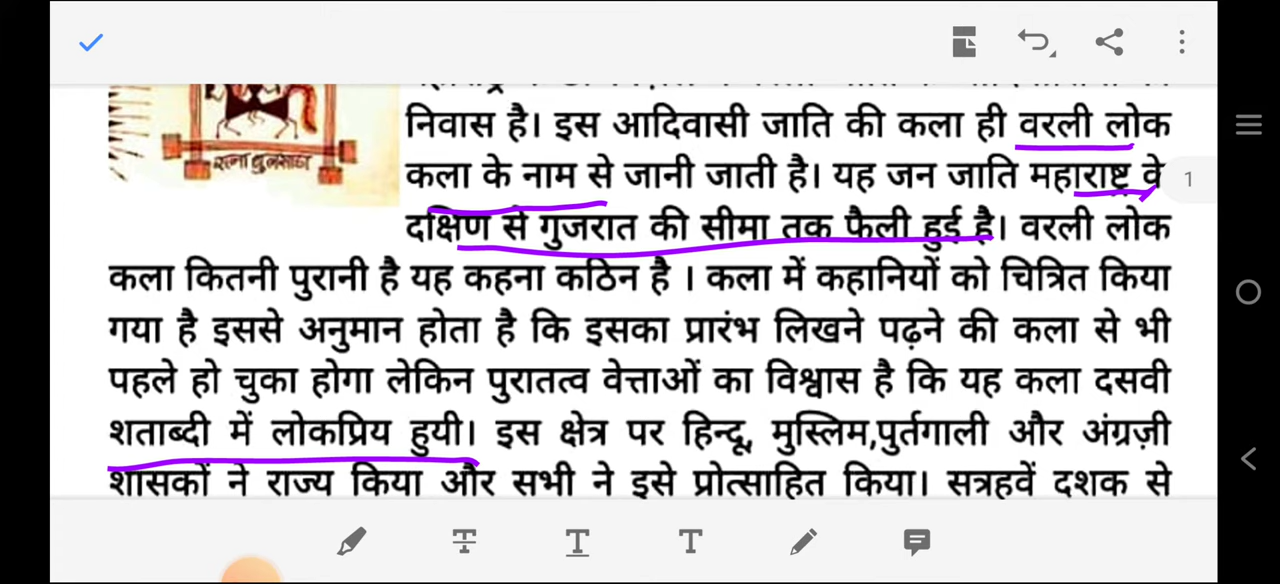 निवास है। इस आदिवासी जाति की कला ही वरली लोक
कला के नाम से जानी जाती है। यह जन जाति महाराष्ट्र के
1
दक्षिण से गुजरात की सीमा तक फैली हुई है। वरली लोक
कला कितनी पुरानी है यह कहना कठिन है । कला में कहानियों को चित्रित किया
गया है इससे अनुमान होता है कि इसका प्रारंभ लिखने पढ़ने की कला से भी
पहले हो चुका होगा लेकिन पुरातत्व वेत्ताओं का विश्वास है कि यह कला दसवी
शताब्दी में लोकप्रिय हुयी। इस क्षेत्र पर हिन्दू, मुस्लिम,पुर्तगाली और अंग्रज़ी
शासकों ने राज्य किया और सभी ने इसे प्रोत्साहित किया। सत्रहवें दशक से